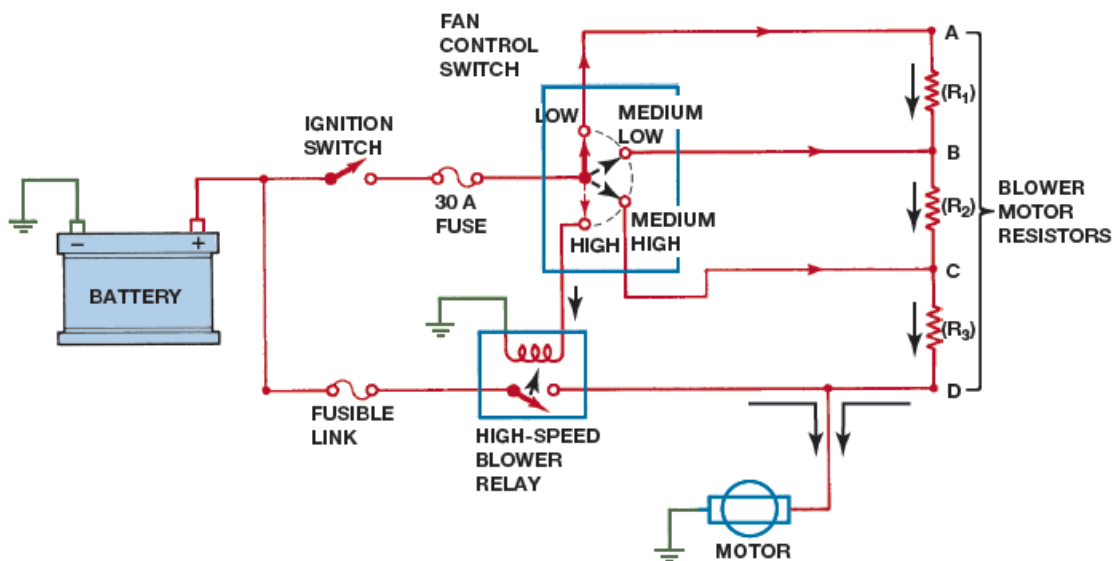 FAN
CONTROL
SWITCH
A
(R1)
LOW
MEDIUM
LOW
IGNITION
SWITCH
B
30 A
FUSE
(R2)
BLOWER
MOTOR
RESISTORS
HIGH
MEDIUM
HIGH
− +
BATTERY
C
(R3)
D
FUSIBLE
LINK
HIGH-SPEED
BLOWER
RELAY
MOTOR